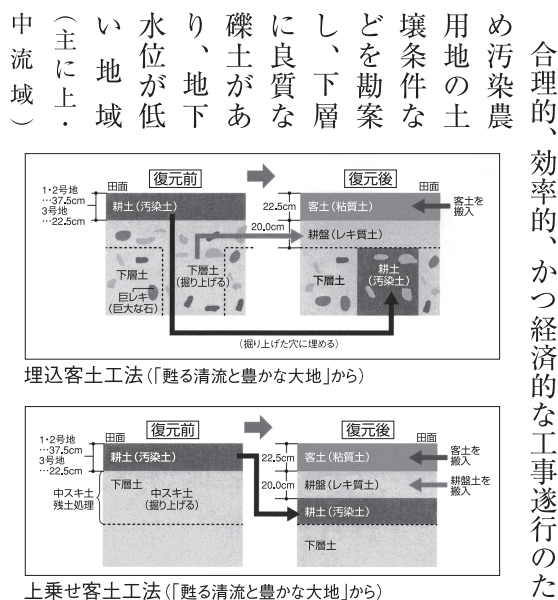 合理的、効率的、かつ経済的な工事遂行のた
め汚染農
用地の土
壌条件な
どを勘案
し、下層
に良質な
礫土があ
り、地下
水位が低
い地域
（主に上・
中流域）
復元前
復元後
1・2号地
…37.5cm
3号地
…22.5cm
田面
田面
耕土（汚染土）
22.5cm
客土（粘質土）
客土を
搬入
20.0cm
耕盤（レキ質土）
下層土
巨レキ
（巨大な石）
下層土
（掘り上げる）
下層土
耕土
（汚染土）
（掘り上げた穴に埋める）
埋込客土工法（「甦る清流と豊かな大地」から）
復元前
復元後
1・2号地
…37.5cm
3号地
…22.5cm
田面
田面
耕土（汚染土）
22.5cm
客土（粘質土）
客土を
搬入
中スキ土
残土処理
下層土
中スキ土
（掘り上げる）
20.0cm
耕盤（レキ質土）
耕盤土を
搬入
耕土（汚染土）
下層土
上乗せ客土工法（「甦る清流と豊かな大地」から）